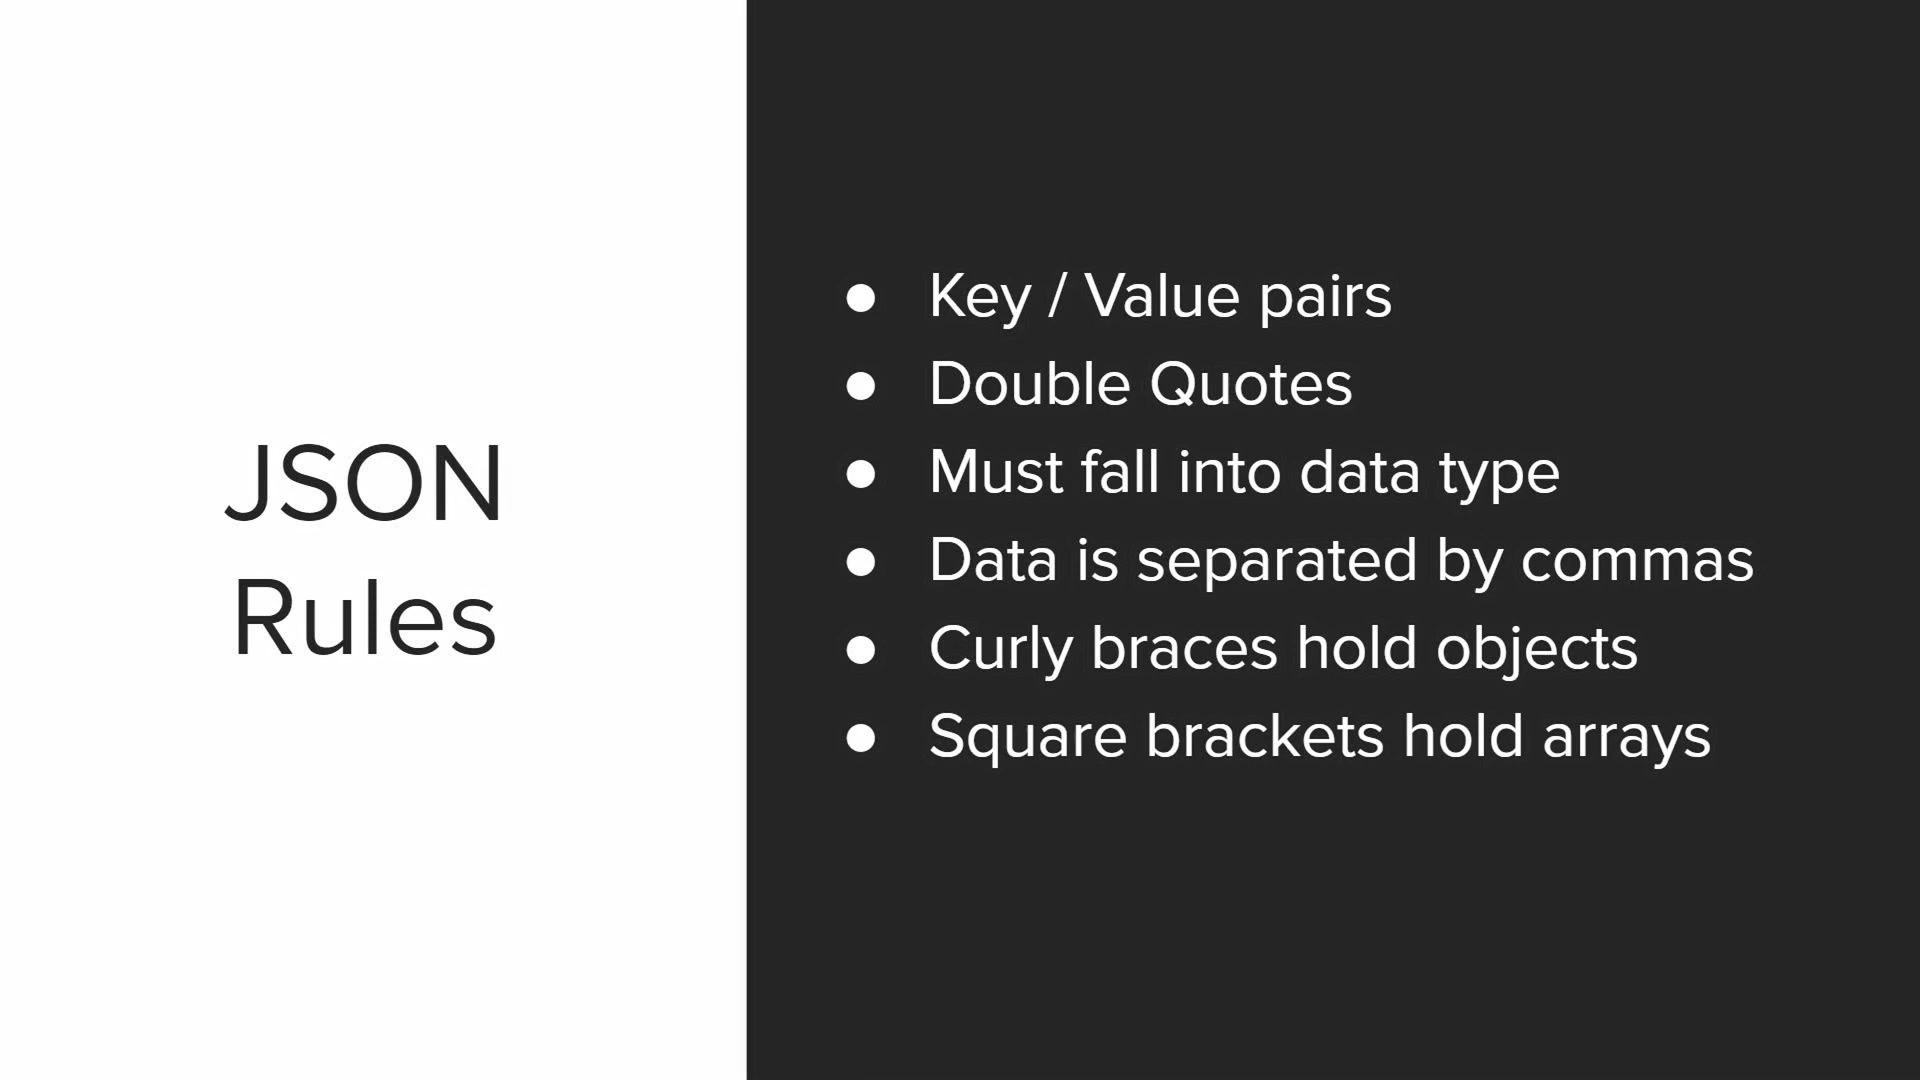 JSON
Rules
● Key / Value pairs
● Double Quotes
● Must fall into data type
● Data is separated by commas
● Curly braces hold objects
● Square brackets hold arrays